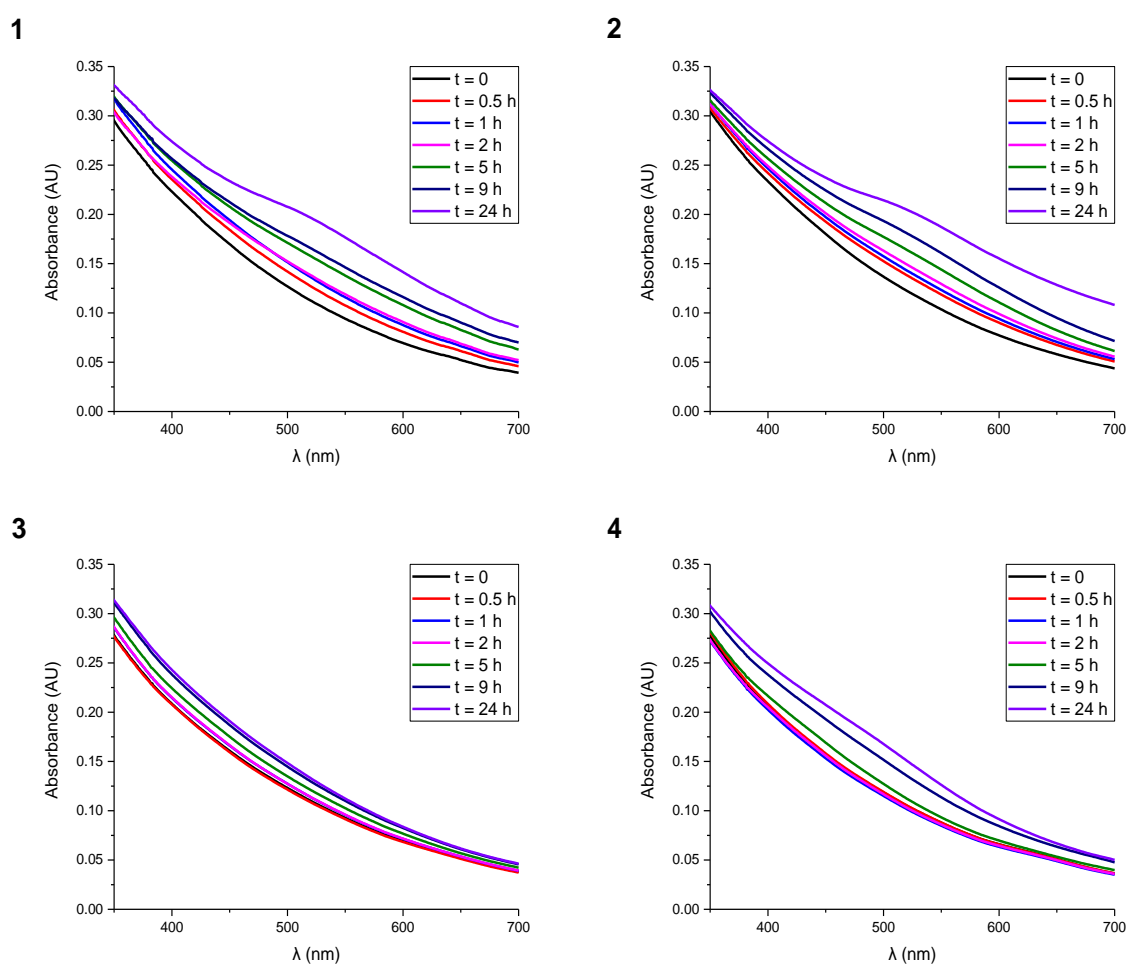 1
0.35
0.30
0.25
0.20
0.15
0.10
0.05
0.00
Absorbance (AU)
400
500
600
700
λ (nm)
t = 0
t = 0.5 h
t = 1 h
t = 2 h
t = 5 h
t = 9 h
t = 24 h
2
0.35
0.30
0.25
0.20
0.15
0.10
0.05
0.00
Absorbance (AU)
400
500
600
700
λ (nm)
t = 0
t = 0.5 h
t = 1 h
t = 2 h
t = 5 h
t = 9 h
t = 24 h
3
0.35
0.30
0.25
0.20
0.15
0.10
0.05
0.00
Absorbance (AU)
400
500
600
700
λ (nm)
t = 0
t = 0.5 h
t = 1 h
t = 2 h
t = 5 h
t = 9 h
t = 24 h
4
0.35
0.30
0.25
0.20
0.15
0.10
0.05
0.00
Absorbance (AU)
400
500
600
700
λ (nm)
t = 0
t = 0.5 h
t = 1 h
t = 2 h
t = 5 h
t = 9 h
t = 24 h